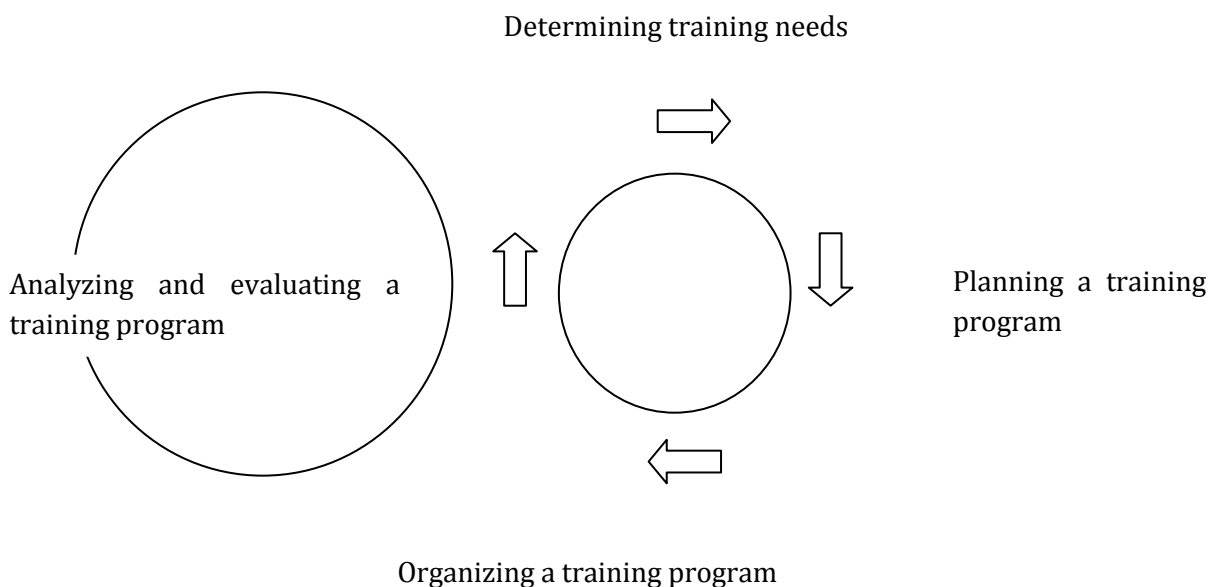 Determining training needs
Analyzing and evaluating a
training program
Planning a training
program
Organizing a training program